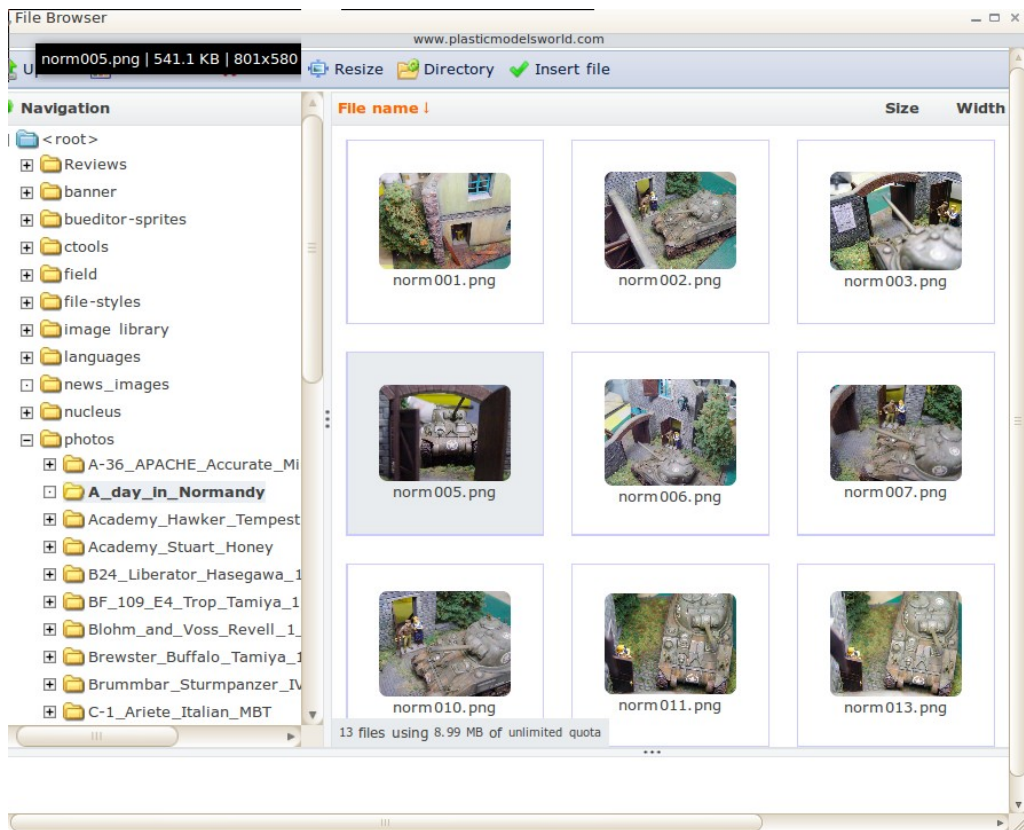 File Browser
www.plasticmodelsworld.com
norm005.png | 541.1 KB | 801x580
U
Resize
Directory
Insert file
Navigation
File name ↓
Size
Width
<root>
Reviews
banner
bueditor-sprites
ctools
field
file-styles
image library
languages
news_images
nucleus
photos
A-36_APACHE_Accurate_Mi
A_day_in_Normandy
Academy_Hawker_Tempest
Academy_Stuart_Honey
B24_Liberator_Hasegawa_1
BF_109_E4_Trop_Tamiya_1
Blohm_and_Voss_Revell_1_
Brewster_Buffalo_Tamiya_1
Brummbar_Sturmpanzer_IV
C-1_Ariete_Italian_MBT
norm001.png
norm002.png
norm003.png
norm005.png
norm006.png
norm007.png
norm010.png
norm011.png
norm013.png
13 files using 8.99 MB of unlimited quota